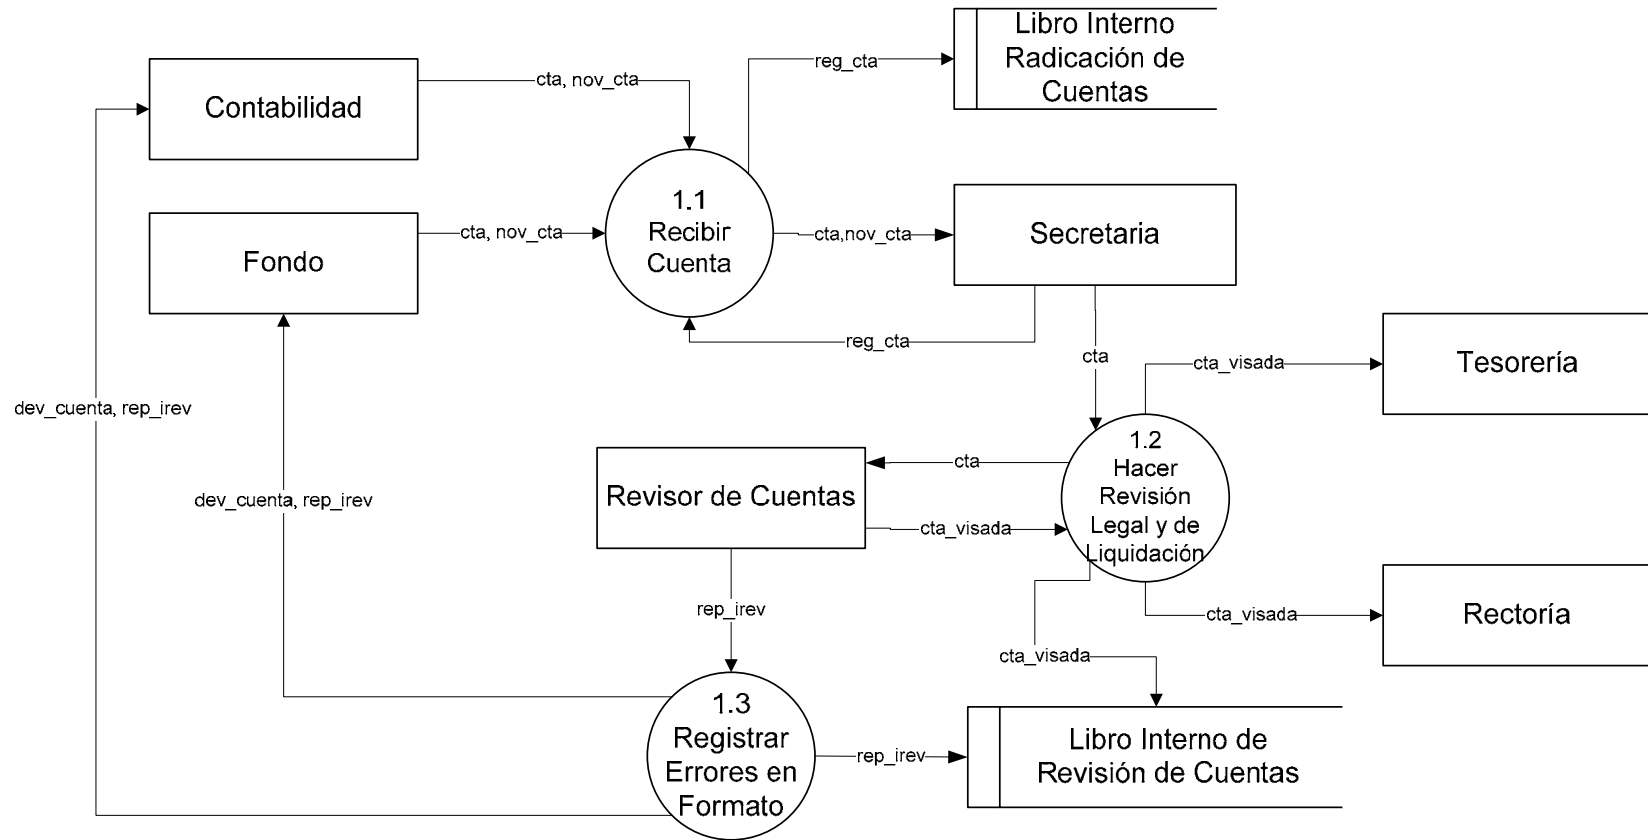 Libro Interno
Radicación de
Cuentas
reg_cta
cta, nov_cta
Contabilidad
1.1
Recibir
Cuenta
cta, nov_cta
Fondo
cta,nov_cta
Secretaria
reg_cta
cta
cta_visada
Tesorería
dev_cuenta, rep_irev
1.2
Hacer
Revisión
Legal y de
Liquidación
cta
Revisor de Cuentas
dev_cuenta, rep_irev
cta_visada
rep_irev
cta_visada
Rectoría
cta_visada
1.3
Registrar
Errores en
Formato
rep_irev
Libro Interno de
Revisión de Cuentas